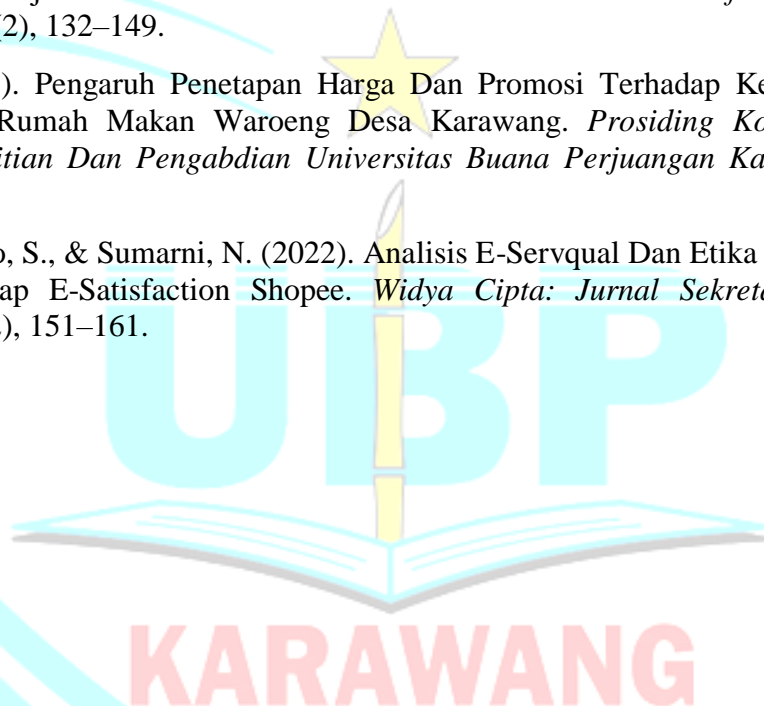 (2), 132–149.
). Pengaruh Penetapan Harga Dan Promosi Terhadap Ke
Rumah Makan Waroeng Desa Karawang. Prosiding Ko
itian Dan Pengabdian Universitas Buana Perjuangan Ka
o, S., & Sumarni, N. (2022). Analisis E-Servqual Dan Etika
ap E-Satisfaction Shopee. Widya Cipta: Jurnal Sekreta
), 151–161.
UBP
KARAWANG